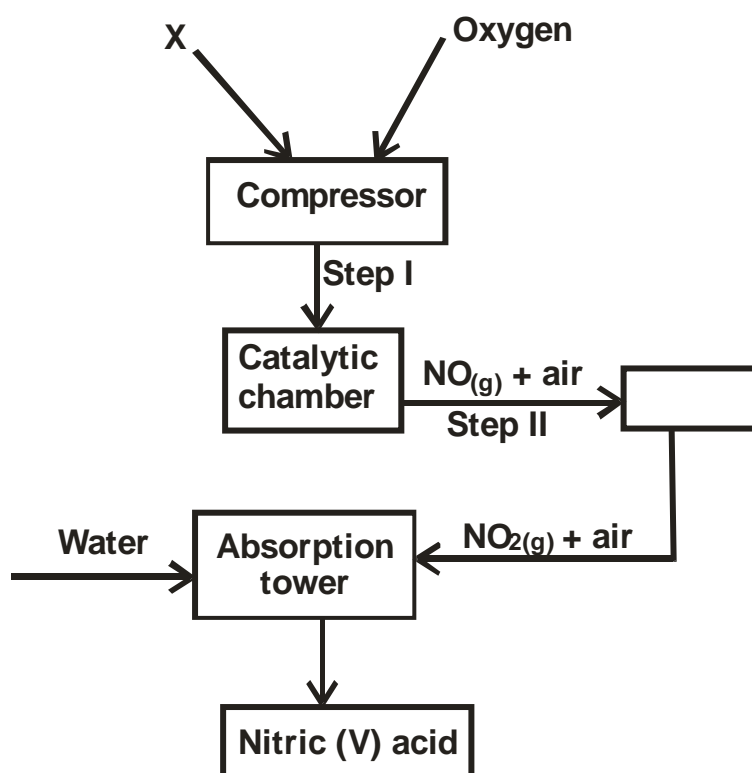 X
Oxygen
Compressor
Step I
Catalytic
chamber
NO(g) + air
Step II
Water
Absorption
tower
NO2(g) + air
Nitric (V) acid